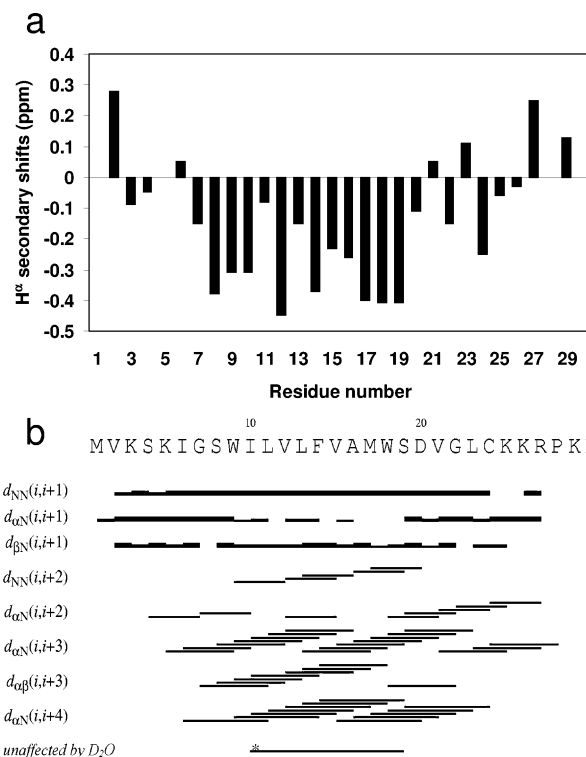 a
0.4
0.3
0.2
0.1
0
-0.1
-0.2
-0.3
-0.4
-0.5
Hα secondary shifts (ppm)
1 3 5 7 9 11 13 15 17 19 21 23 25 27 29
Residue number
b
10 20
MVKSKIGSWILVLFVAMWSDVGLCKKRPK
dNN(i,i+1)
dαN(i,i+1)
dβN(i,i+1)
dNN(i,i+2)
dαN(i,i+2)
dαN(i,i+3)
dαβ(i,i+3)
dαN(i,i+4)
unaffected by D2O *